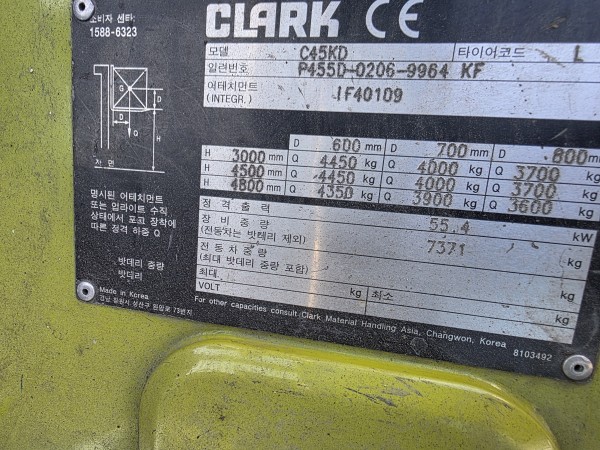 소비자 센타:
1588-6323
CLARK CE
모델 C45KD 타이어코드 L
일련번호 P455D-0206-9964 KF
어태치먼트
(INTEGR.) IF40109
G
D
D
Q
H
D 600 mm D 700 mm D 800 mm
H 3000 mm Q 4450 kg Q 4000 kg Q 3700 kg
H 4500 mm Q 4450 kg Q 4000 kg Q 3700 kg
H 4800 mm Q 4350 kg Q 3900 kg Q 3600 kg
명시된 어태치먼트
또는 업라이트 수직
상태에서 포고 장착에
따른 정격 하중 Q
정격출력 55.4 kW
장비중량
(전동차는 밧테리 제외) 7371 kg
전동차중량
(최대 밧데리 중량 포함) kg
밧데리 중량 최대. kg 최소 kg
밧디리 VOLT
Made in Korea
For other capacities consult Clark Material Handling Asia, Changwon, Korea
8103492